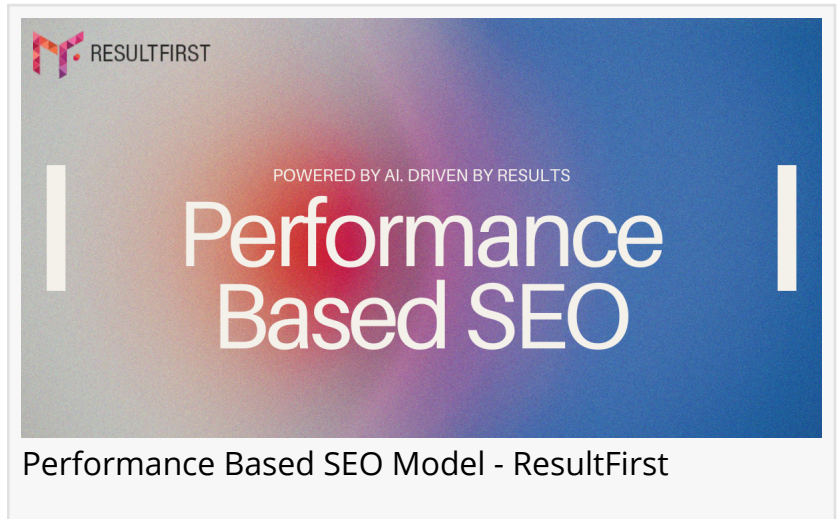 RESULTFIRST
POWERED BY AI. DRIVEN BY RESULTS
Performance
Based SEO
Performance Based SEO Model - ResultFirst